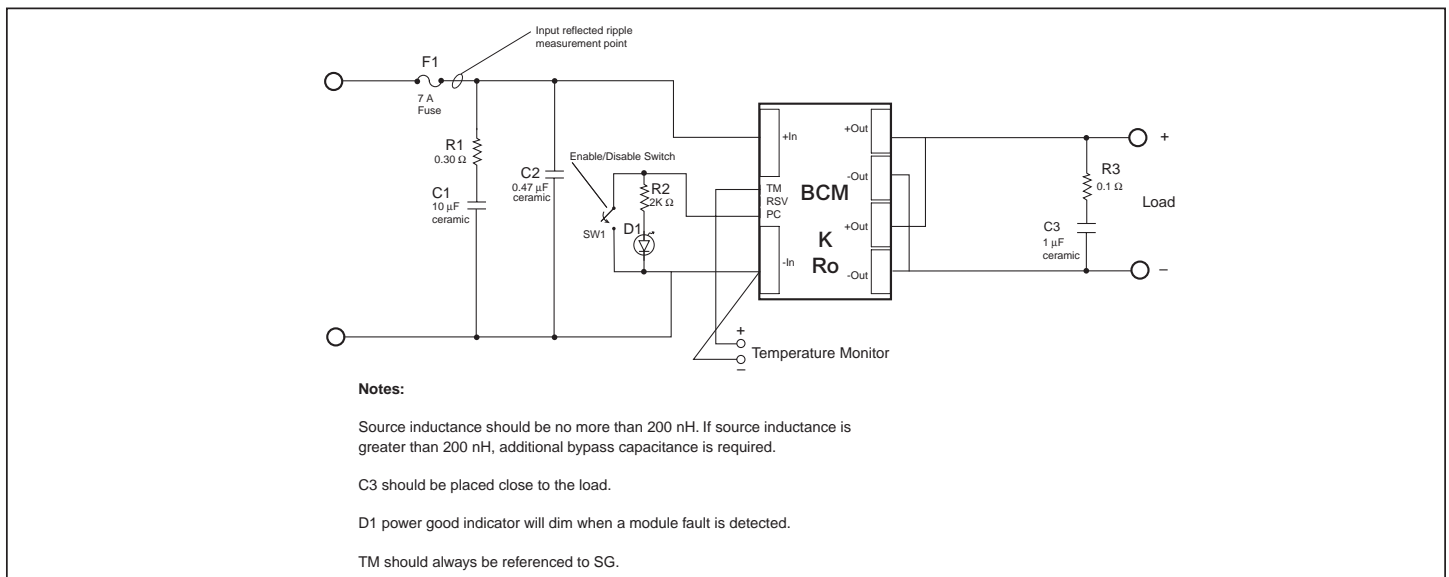 Input reflected ripple
measurement point
F1
7 A
Fuse
R1
0.30 Ω
C1
10 μF
ceramic
C2
0.47 μF
ceramic
Enable/Disable Switch
SW1
R2
2K Ω
D1
+In
TM
RSV
PC
-In
BCM
K
Ro
+Out
-Out
+Out
-Out
R3
0.1 Ω
C3
1 μF
ceramic
+
Load
–
+
Temperature Monitor
–
Notes:
Source inductance should be no more than 200 nH. If source inductance is
greater than 200 nH, additional bypass capacitance is required.
C3 should be placed close to the load.
D1 power good indicator will dim when a module fault is detected.
TM should always be referenced to SG.